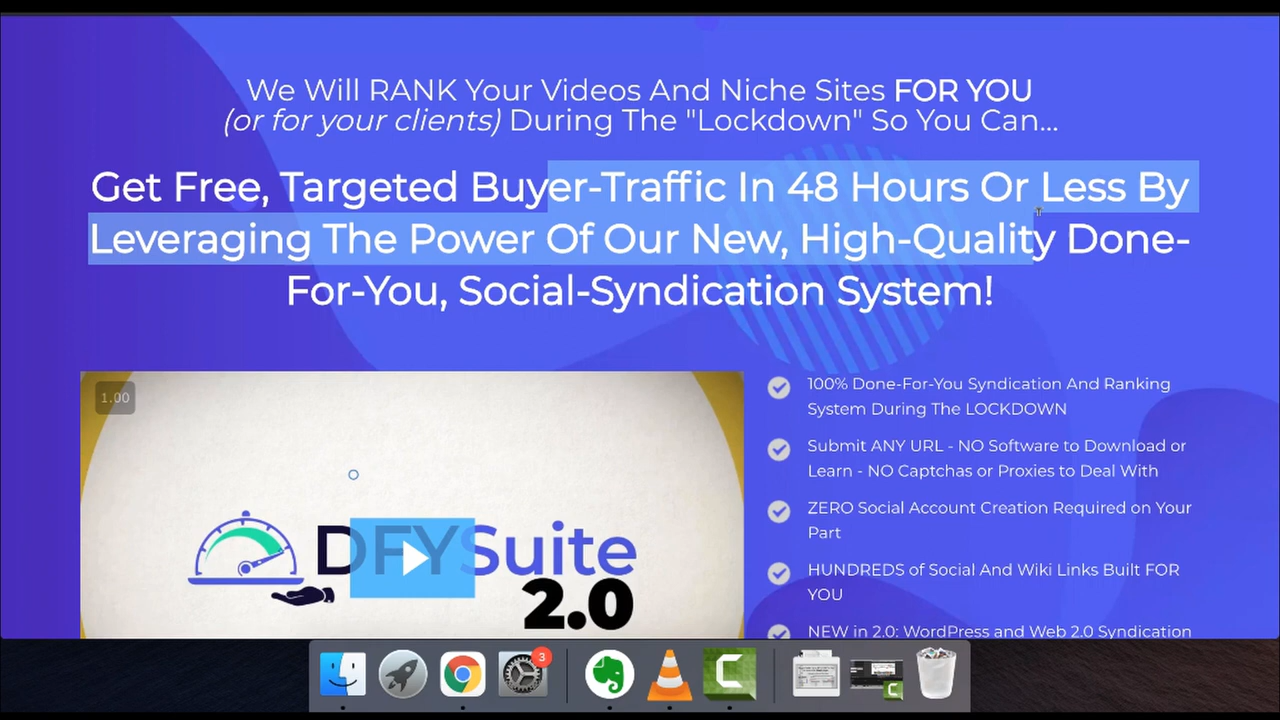 We Will RANK Your Videos And Niche Sites FOR YOU
(or for your clients) During The "Lockdown" So You Can...
Get Free, Targeted Buyer-Traffic In 48 Hours Or Less By
Leveraging The Power Of Our New, High-Quality Done-
For-You, Social-Syndication System!
1.00
DFYSuite
2.0
100% Done-For-You Syndication And Ranking
System During The LOCKDOWN
Submit ANY URL - NO Software to Download or
Learn - NO Captchas or Proxies to Deal With
ZERO Social Account Creation Required on Your
Part
HUNDREDS of Social And Wiki Links Built FOR
YOU
NEW in 2.0: WordPress and Web 2.0 Syndication
3
C
C